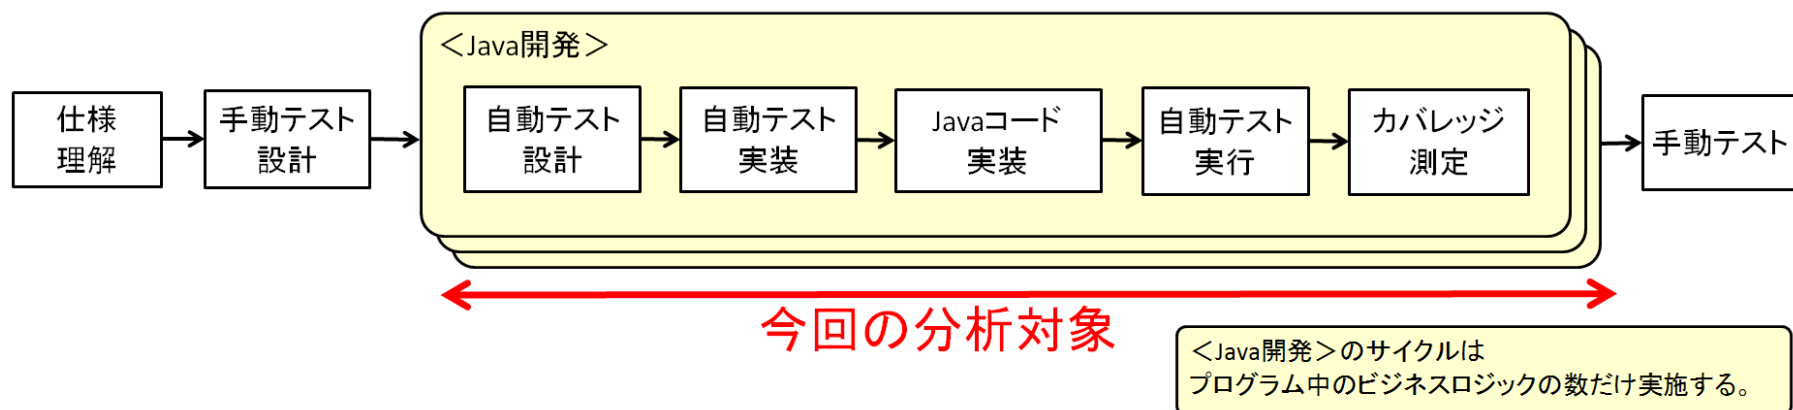 ＜Java開発＞
仕様
理解
手動テスト
設計
自動テスト
設計
自動テスト
実装
Javaコード
実装
自動テスト
実行
カバレッジ
測定
手動テスト
今回の分析対象
＜Java開発＞のサイクルは
プログラム中のビジネスロジックの数だけ実施する。